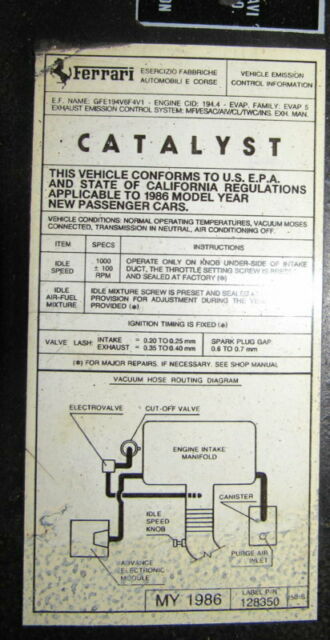 Ferrari
ESERCIZIO FABBRICHE
AUTOMOBILI E CORSE
VEHICLE EMISSION
CONTROL INFORMATION
E.F. NAME: GFE194V6F4V1 - ENGINE CID: 194.4 - EVAP. FAMILY: EVAP 5
EXHAUST EMISSION CONTROL SYSTEM: MFI/ESAC/AIV/CL/TWC/INS. EXH. MAN.
CATALYST
THIS VEHICLE CONFORMS TO U.S. E.P.A.
AND STATE OF CALIFORNIA REGULATIONS
APPLICABLE TO 1986 MODEL YEAR
NEW PASSENGER CARS.
VEHICLE CONDITIONS: NORMAL OPERATING TEMPERATURES, VACUUM HOSES
CONNECTED, TRANSMISSION IN NEUTRAL, AIR CONDITIONING OFF.
ITEM SPECS INSTRUCTIONS
IDLE SPEED 1000 ± 100 RPM
OPERATE ONLY ON KNOB UNDER-SIDE OF INTAKE
DUCT, THE THROTTLE SETTING SCREW IS PRESET
AND SEALED AT FACTORY (*)
IDLE AIR-FUEL MIXTURE
IDLE MIXTURE SCREW IS PRESET AND SEALED
PROVISION FOR ADJUSTMENT DURING THE
PROVIDED (*).
IGNITION TIMING IS FIXED (*)
VALVE LASH: INTAKE = 0.20 TO 0.25 mm
EXHAUST = 0.35 TO 0.40 mm
SPARK PLUG GAP
0.6 TO 0.7 mm
(*) FOR MAJOR REPAIRS, IF NECESSARY, SEE SHOP MANUAL
VACUUM HOSE ROUTING DIAGRAM
ELECTROVALVE
CUT-OFF VALVE
ENGINE INTAKE
MANIFOLD
CANISTER
IDLE
SPEED
KNOB
PURGE AIR
INLET
ADVANCE
ELECTRONIC
MODULE
MY 1986
LABEL P/N
128350